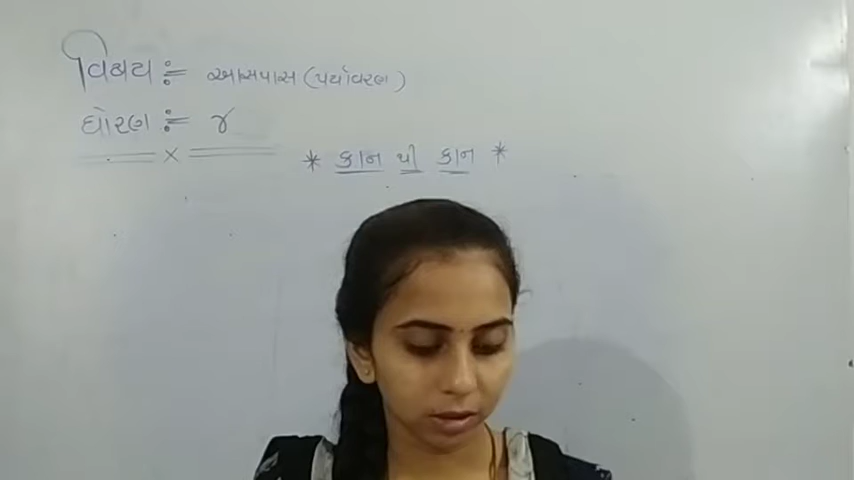 વિષય := આસપાસ (પર્યાવરણ)
ધોરણ := ૪
* કાન થી કાન *